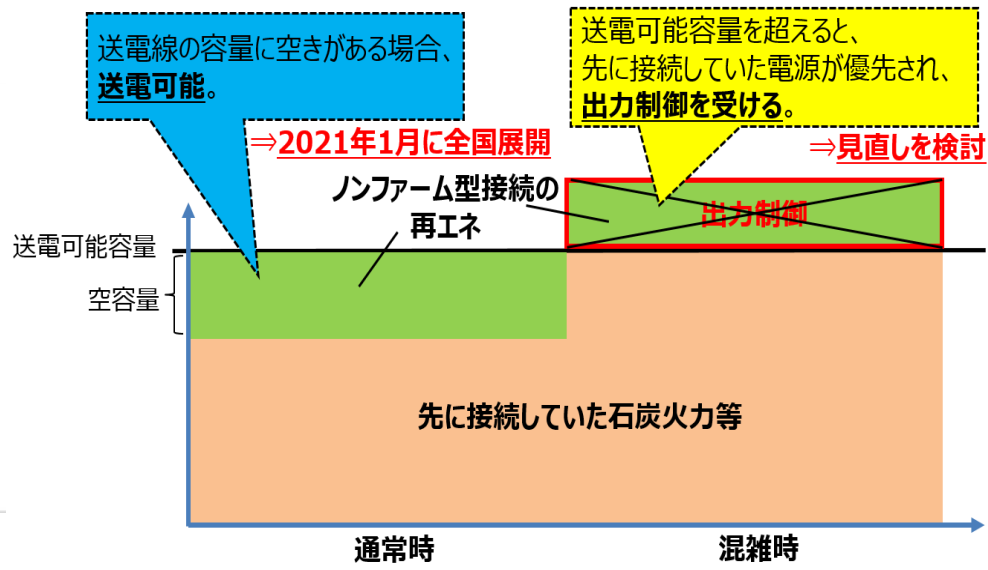 送電線の容量に空きがある場合、
送電可能。
⇒2021年1月に全国展開
送電可能容量を超えると、
先に接続していた電源が優先され、
出力制御を受ける。
⇒見直しを検討
ノンファーム型接続の
再エネ
出力制御
送電可能容量
空容量
先に接続していた石炭火力等
通常時
混雑時